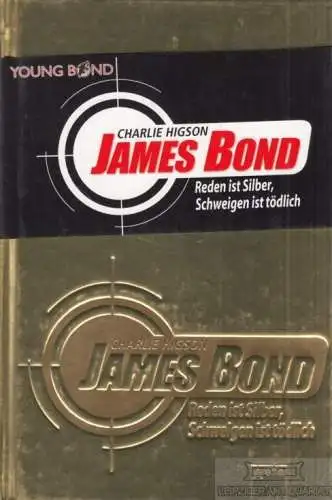 YOUNG BOND
CHARLIE HIGSON
JAMES BOND
Reden ist Silber,
Schweigen ist tödlich
CHARLIE HIGSON
JAMES BOND
Reden ist Silber,
Schweigen ist tödlich